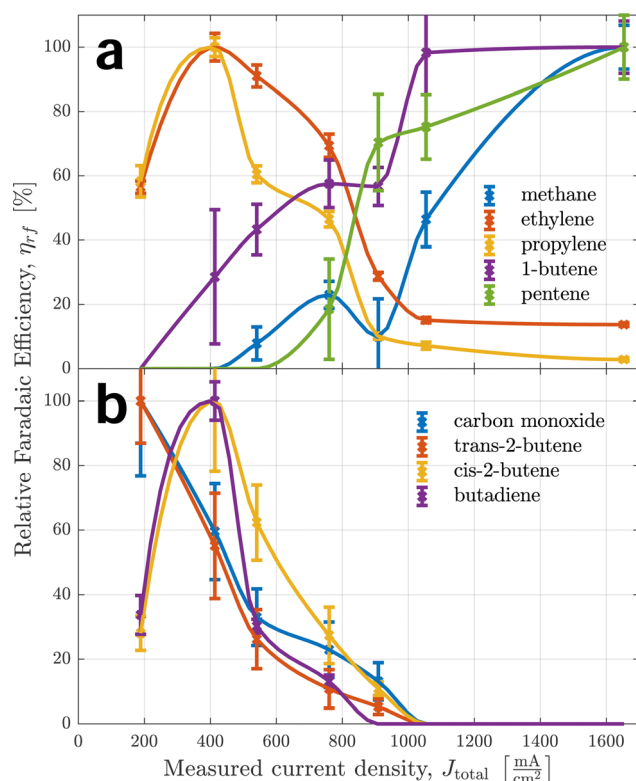 a
100
80
60
40
20
0
methane
ethylene
propylene
1-butene
pentene
Relative Faradaic Efficiency, η_rf [%]
b
100
80
60
40
20
0
carbon monoxide
trans-2-butene
cis-2-butene
butadiene
0 200 400 600 800 1000 1200 1400 1600
Measured current density, J_total [mA/cm²]